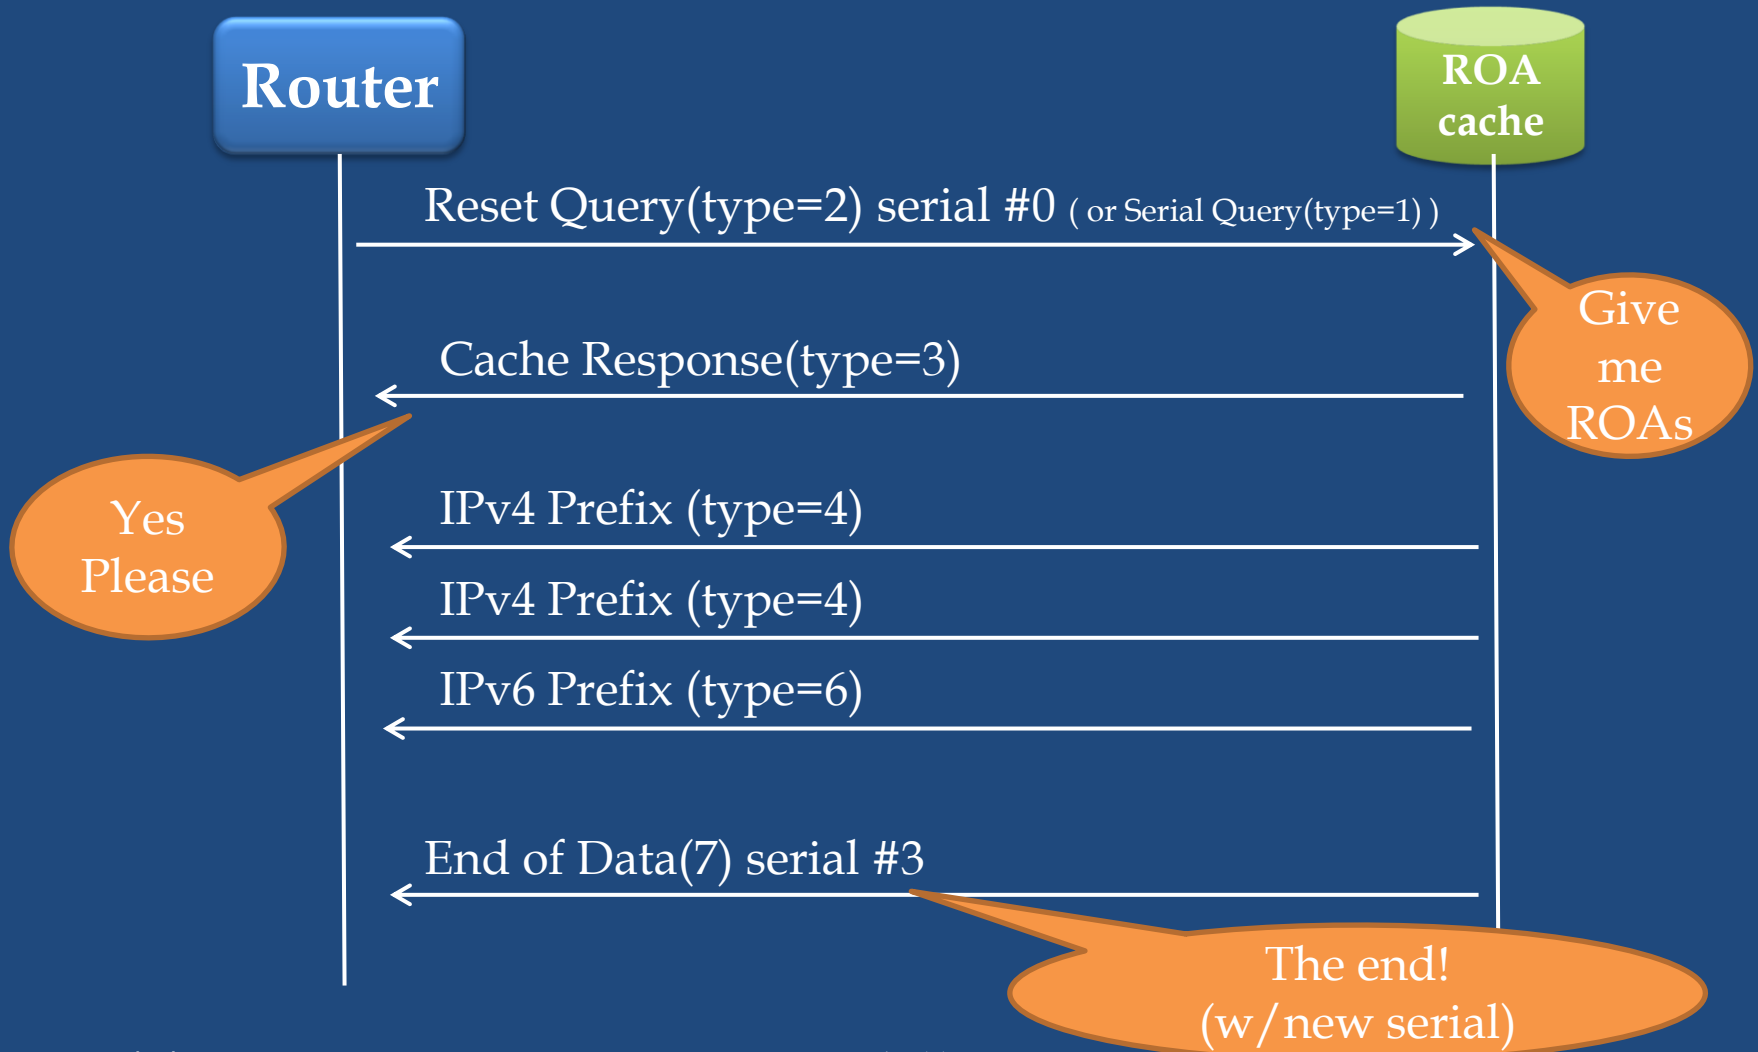 Router
ROA
cache
Reset Query(type=2) serial #0 ( or Serial Query(type=1) )
Give
me
ROAs
Cache Response(type=3)
Yes
Please
IPv4 Prefix (type=4)
IPv4 Prefix (type=4)
IPv6 Prefix (type=6)
End of Data(7) serial #3
The end!
(w/new serial)